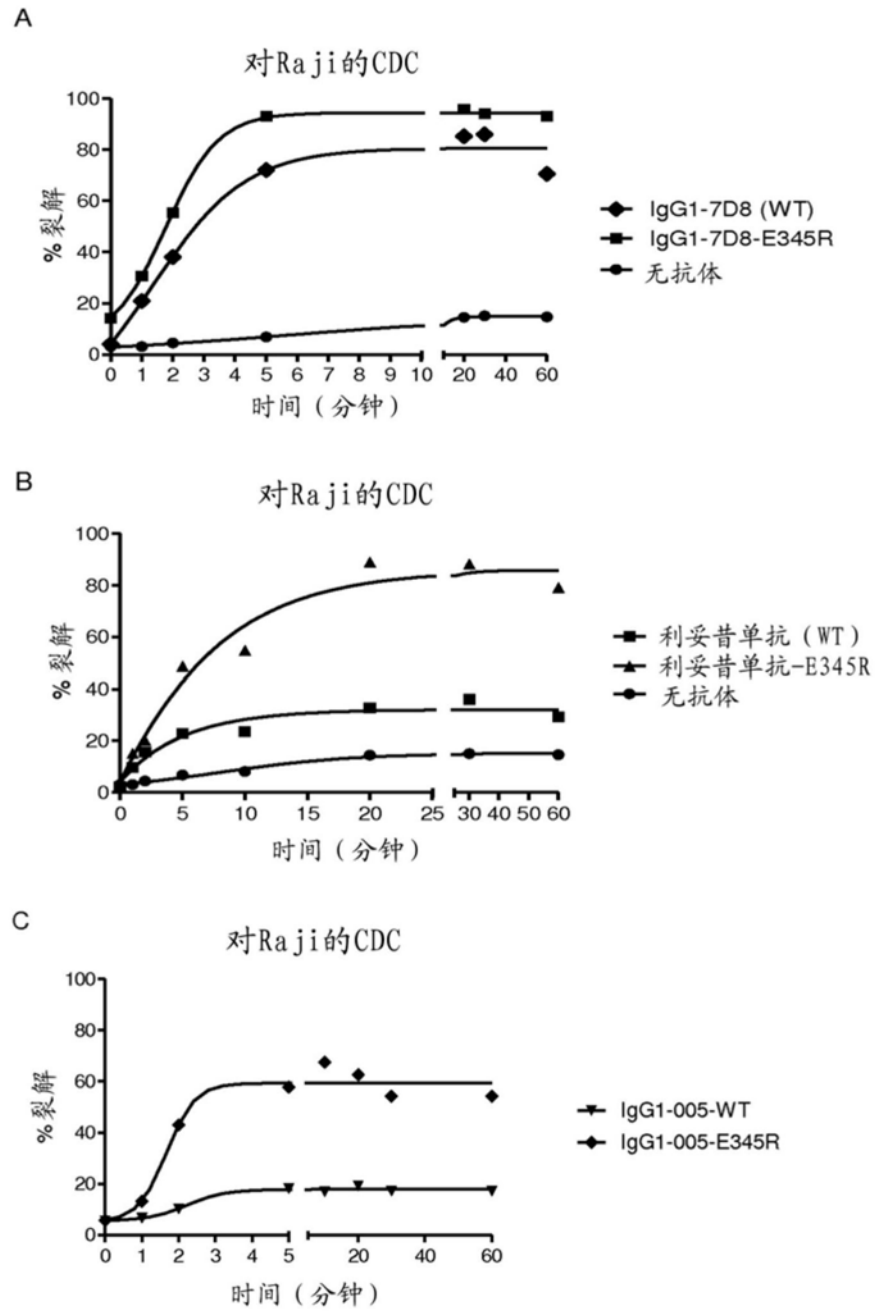 A
对Raji的CDC
100
80
60
40
20
0
%裂解
0 1 2 3 4 5 6 7 8 9 10 20 40 60
时间（分钟）
IgG1-7D8 (WT)
IgG1-7D8-E345R
无抗体
B
对Raji的CDC
100
80
60
40
20
0
%裂解
0 5 10 15 20 25 30 40 50 60
时间（分钟）
利妥昔单抗（WT）
利妥昔单抗-E345R
无抗体
C
对Raji的CDC
100
80
60
40
20
0
%裂解
0 1 2 3 4 5 20 40 60
时间（分钟）
IgG1-005-WT
IgG1-005-E345R